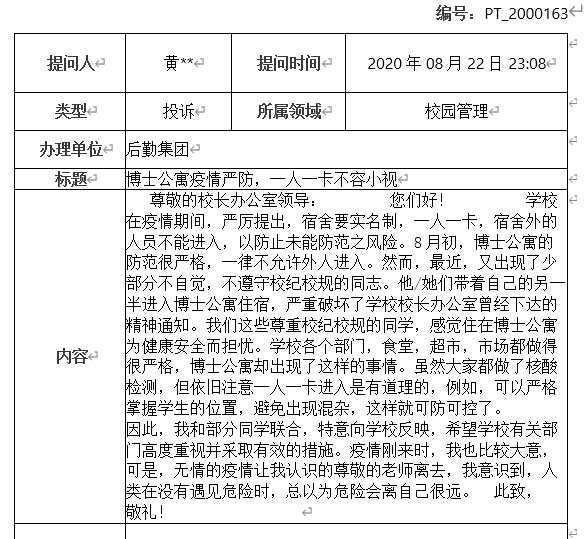 编号：PT_2000163
提问人 黄** 提问时间 2020 年 08 月 22 日 23:08
类型 投诉 所属领域 校园管理
办理单位 后勤集团
标题 博士公寓疫情严防，一人一卡不容小视
内容
尊敬的校长办公室领导： 您们好！ 学校
在疫情期间，严厉提出，宿舍要实名制，一人一卡，宿舍外的
人员不能进入，以防止未能防范之风险。8 月初，博士公寓的
防范很严格，一律不允许外人进入。然而，最近，又出现了少
部分不自觉，不遵守校纪校规的同志。他/她们带着自己的另一
半进入博士公寓住宿，严重破坏了学校校长办公室曾经下达的
精神通知。我们这些尊重校纪校规的同学，感觉住在博士公寓
为健康安全而担忧。学校各个部门，食堂，超市，市场都做得
很严格，博士公寓却出现了这样的事情。虽然大家都做了核酸
检测，但依旧注意一人一卡进入是有道理的，例如，可以严格
掌握学生的位置，避免出现混杂，这样就可防可控了。
因此，我和部分同学联合，特意向学校反映，希望学校有关部
门高度重视并采取有效的措施。疫情刚来时，我也比较大意，
可是，无情的疫情让我认识的尊敬的老师离去，我意识到，人
类在没有遇见危险时，总以为危险会离自己很远。 此致，
敬礼！